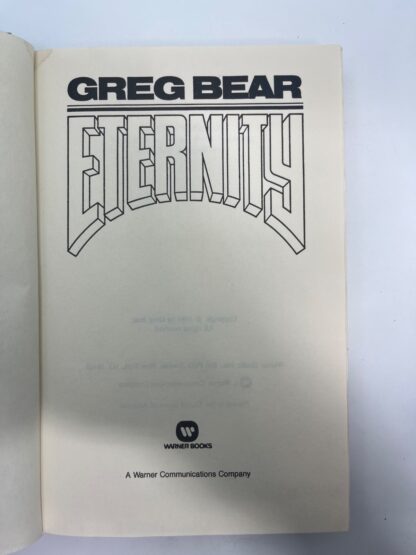 GREG BEAR
ETERNITY
WARNER BOOKS
A Warner Communications Company